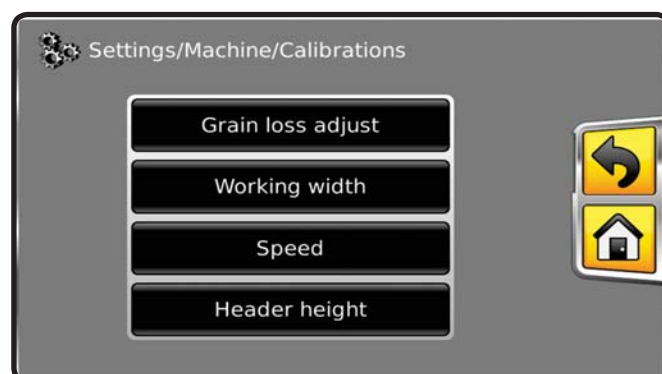 Settings/Machine/Calibrations
Grain loss adjust
Working width
Speed
Header height